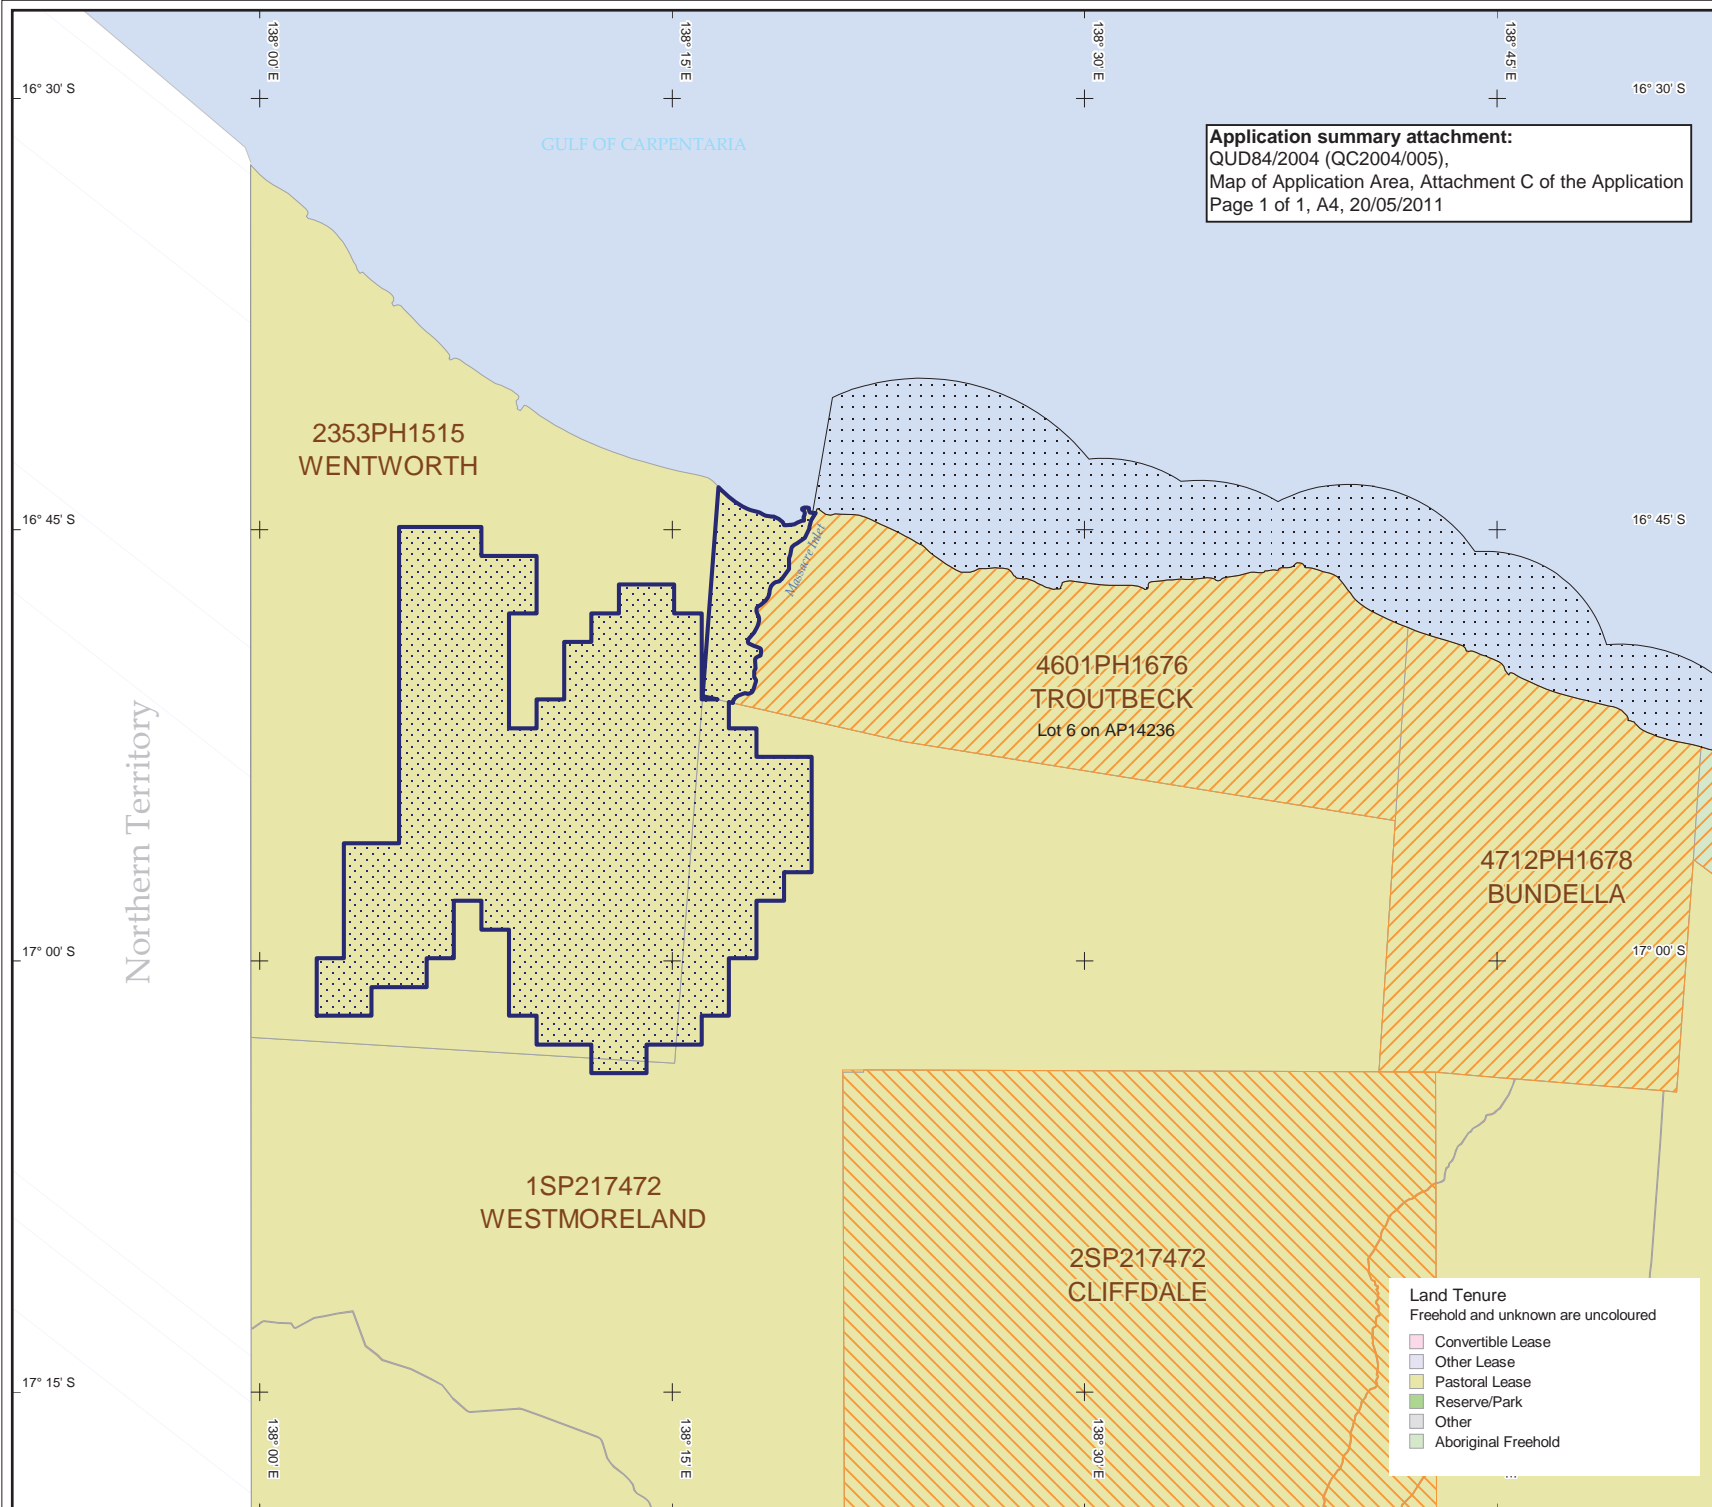 138° 00' E
138° 15' E
138° 30' E
138° 45' E
16° 30' S
16° 30' S
GULF OF CARPENTARIA
Application summary attachment:
QUD84/2004 (QC2004/005),
Map of Application Area, Attachment C of the Application
Page 1 of 1, A4, 20/05/2011
2353PH1515
WENTWORTH
16° 45' S
16° 45' S
Massacre Inlet
4601PH1676
TROUTBECK
Lot 6 on AP14236
Northern Territory
4712PH1678
BUNDELLA
17° 00' S
17° 00' S
1SP217472
WESTMORELAND
2SP217472
CLIFFDALE
Land Tenure
Freehold and unknown are uncoloured
Convertible Lease
Other Lease
Pastoral Lease
Reserve/Park
Other
Aboriginal Freehold
17° 15' S
138° 00' E
138° 15' E
138° 30' E